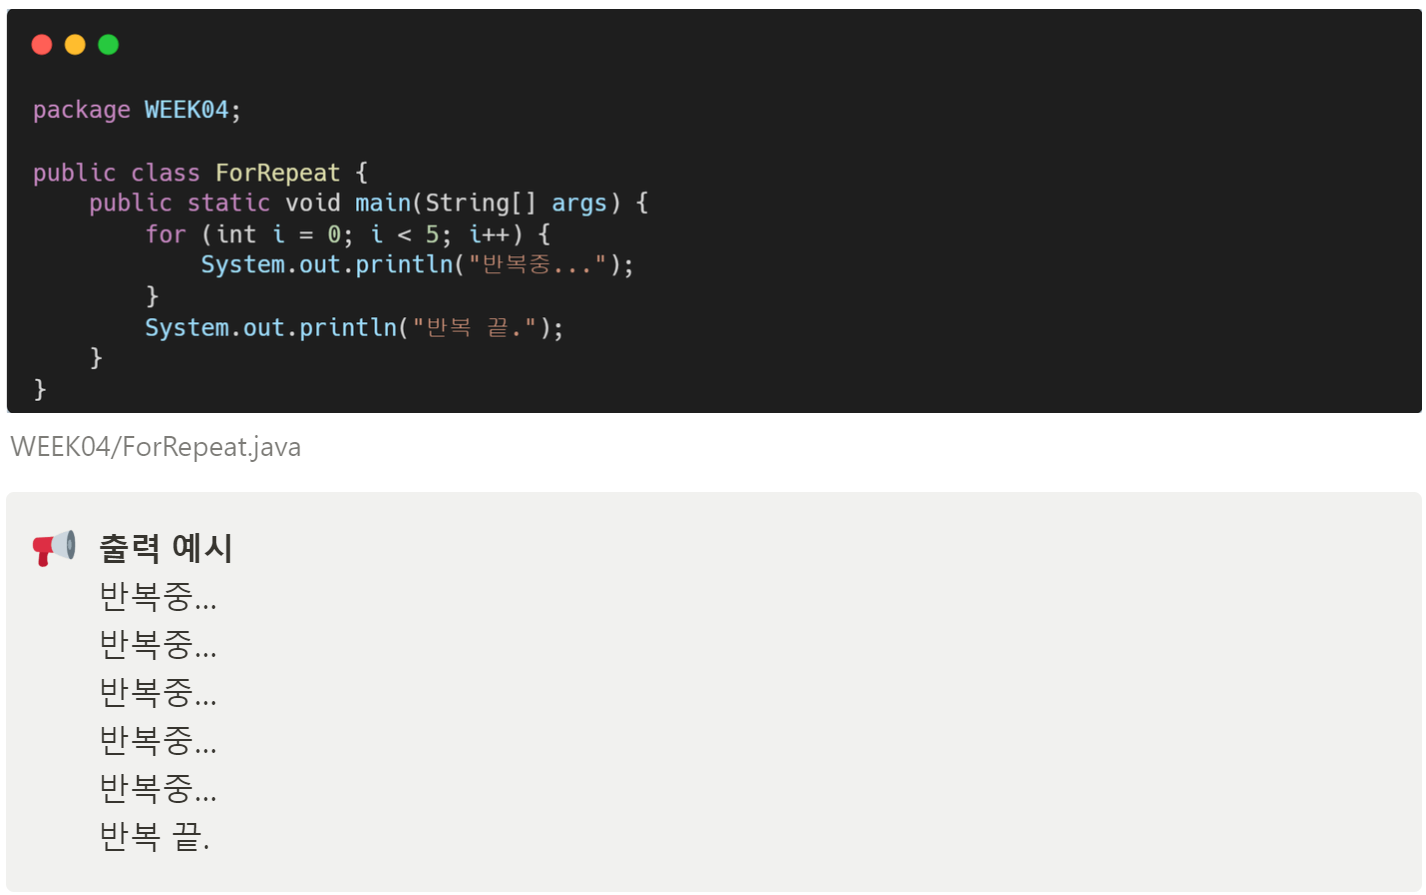 package WEEK04;
public class ForRepeat {
    public static void main(String[] args) {
        for (int i = 0; i < 5; i++) {
            System.out.println("반복중...");
        }
        System.out.println("반복 끝.");
    }
}
WEEK04/ForRepeat.java
출력 예시
반복중...
반복중...
반복중...
반복중...
반복중...
반복 끝.